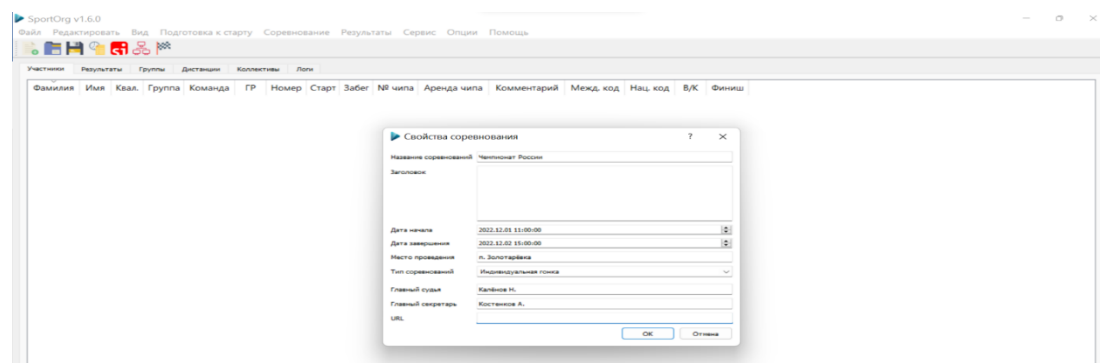 SportOrg v1.6.0
Файл Редактировать Вид Подготовка к старту Соревнование Результаты Сервис Опции Помощь
Участники Результаты Группы Дистанции Коллективы Логи
Фамилия Имя Квал. Группа Команда ГР Номер Старт Забег № чипа Аренда чипа Комментарий Межд. код Нац. код В/К Финиш
Свойства соревнования ?
Название соревнований Чемпионат России
Заголовок
Дата начала 2022.12.01 11:00:00
Дата завершения 2022.12.02 15:00:00
Место проведения п. Золотарёвка
Тип соревнований Индивидуальная гонка
Главный судья Калёнов Н.
Главный секретарь Костенков А.
URL
OK Отмена